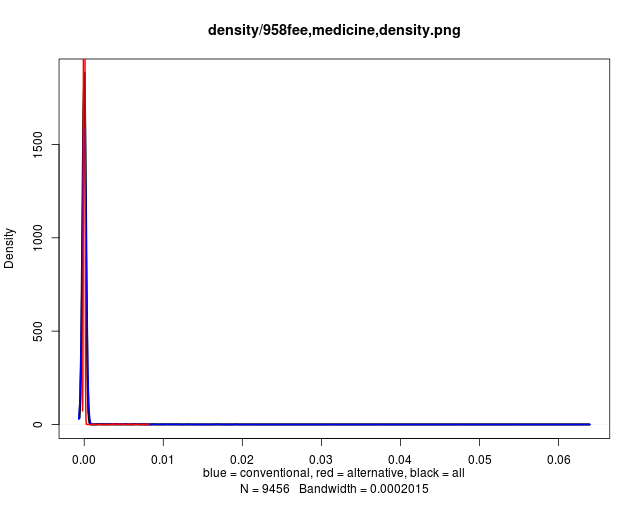 density/958fee,medicine,density.png
Density
1500
1000
500
0
0.00 0.01 0.02 0.03 0.04 0.05 0.06
blue = conventional, red = alternative, black = all
N = 9456 Bandwidth = 0.0002015